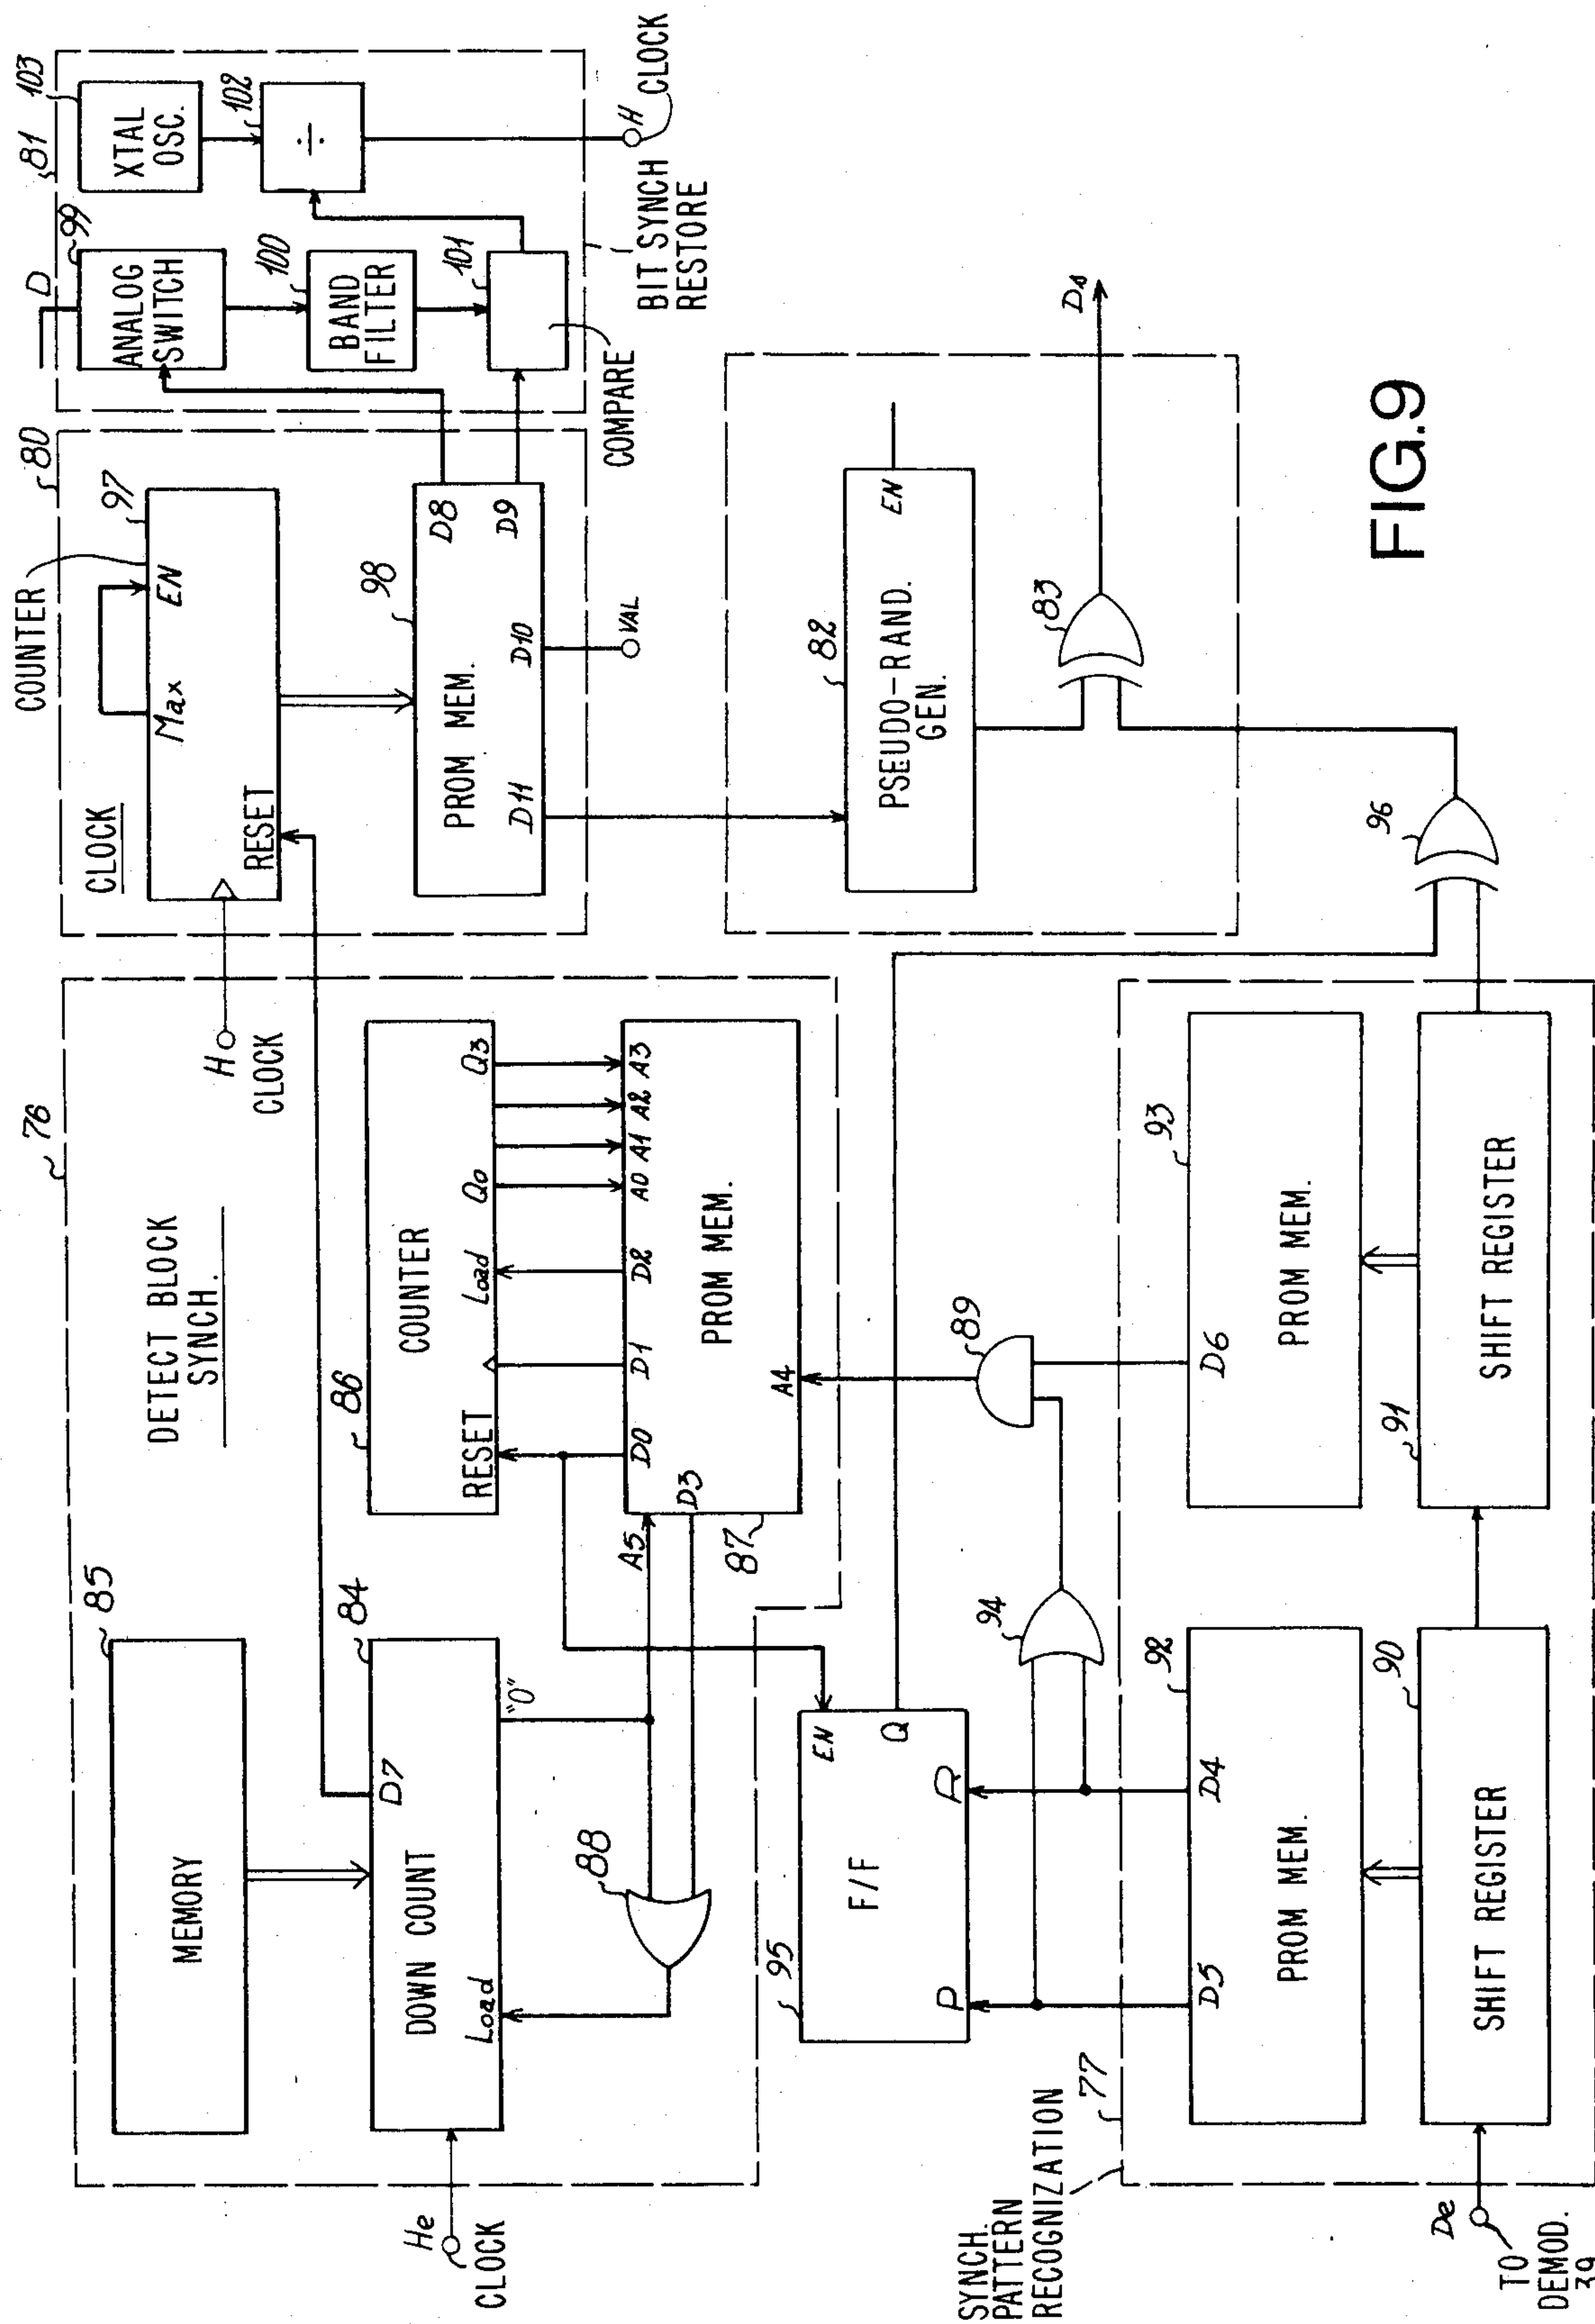 76
DETECT BLOCK
SYNCH.
85
MEMORY
84
D7
DOWN COUNT
Load
"0"
He
CLOCK
88
86
COUNTER
RESET
Load
Q0
Q3
D0
D1
D2
A0
A1
A2
A3
A5
D3
PROM MEM.
A4
87
H
CLOCK
80
COUNTER
97
CLOCK
Max
EN
RESET
98
PROM MEM.
D8
D9
D10
D11
VAL
81
D
99
ANALOG
SWITCH
103
XTAL
OSC.
102
÷
100
BAND
FILTER
101
COMPARE
BIT SYNCH
RESTORE
H
CLOCK
82
PSEUDO-RAND.
GEN.
EN
83
Ds
96
95
F/F
EN
Q
P
R
94
89
SYNCH.
PATTERN
RECOGNIZATION
77
92
D5
D4
PROM MEM.
93
D6
PROM MEM.
90
SHIFT REGISTER
91
SHIFT REGISTER
De
TO
DEMOD.
39
FIG.9